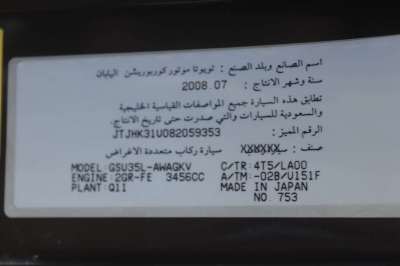 اسم الصانع وبلد الصنع : تويوتا موتور كوربوريشن اليابان
سنة وشهر الانتاج : 2008.07
تطابق هذه السيارة جميع المواصفات القياسية الخليجية
والسعودية للسيارات والتي صدرت حتى تاريخ الانتاج.
الرقم المميز : JTJHK31U082059353
صنف : سيارة ركاب متعددة الاغراض
MODEL: GSU35L-AWAGKV C/TR: 4T5/LA00
ENGINE: 2GR-FE 3456CC A/TM: -02B/U151F
PLANT: Q11 MADE IN JAPAN
NO. 753